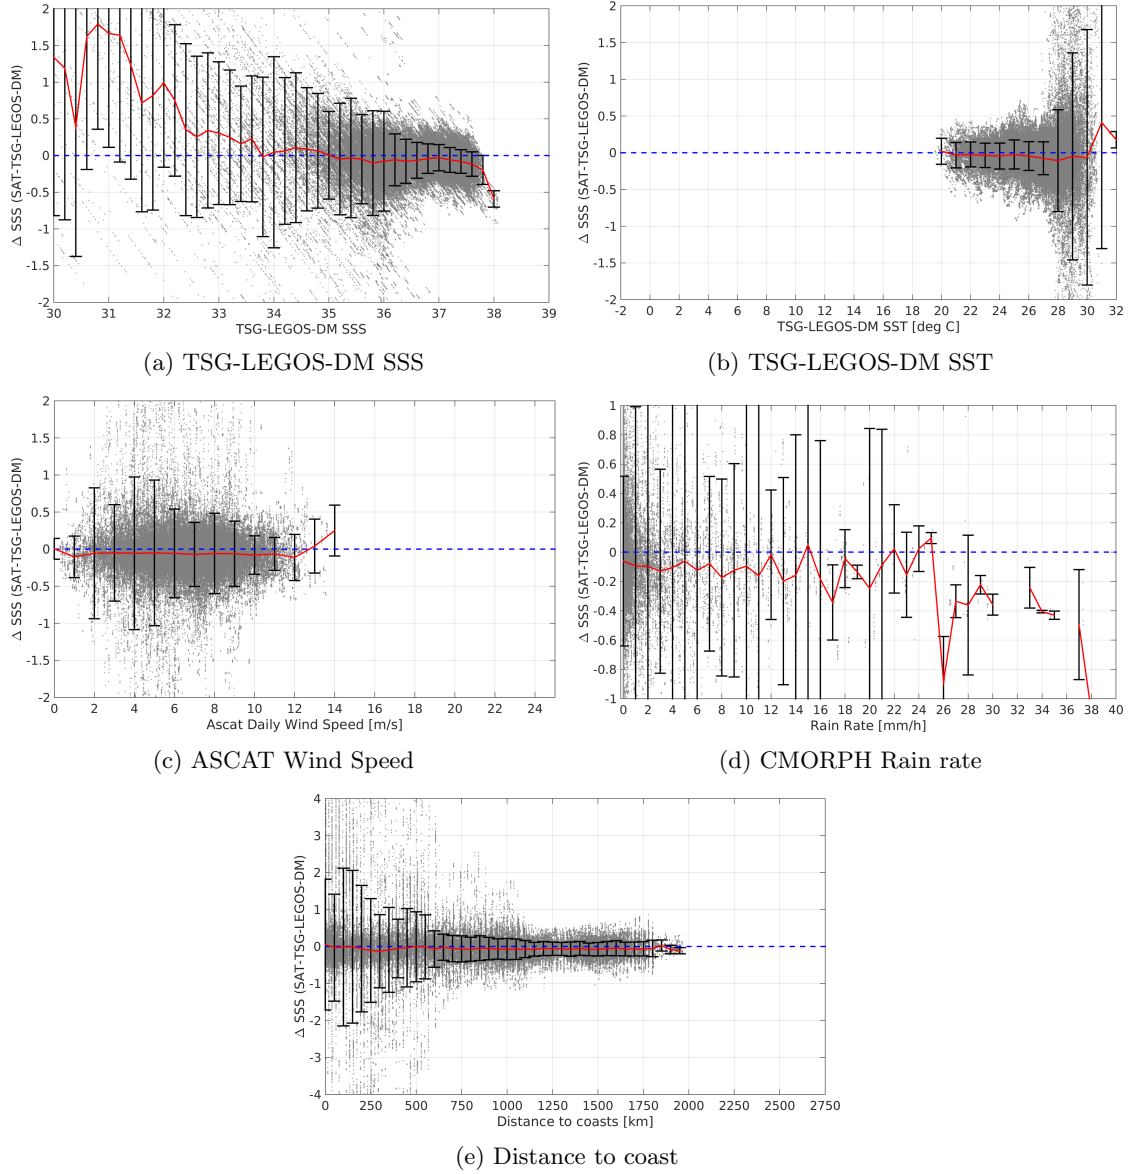 2
1.5
1
0.5
0
-0.5
-1
-1.5
-2
Δ SSS (SAT-TSG-LEGOS-DM)
30 31 32 33 34 35 36 37 38 39
TSG-LEGOS-DM SSS
(a) TSG-LEGOS-DM SSS
2
1.5
1
0.5
0
-0.5
-1
-1.5
-2
Δ SSS (SAT-TSG-LEGOS-DM)
-2 0 2 4 6 8 10 12 14 16 18 20 22 24 26 28 30 32
TSG-LEGOS-DM SST [deg C]
(b) TSG-LEGOS-DM SST
2
1.5
1
0.5
0
-0.5
-1
-1.5
-2
Δ SSS (SAT-TSG-LEGOS-DM)
0 2 4 6 8 10 12 14 16 18 20 22 24
Ascat Daily Wind Speed [m/s]
(c) ASCAT Wind Speed
1
0.8
0.6
0.4
0.2
0
-0.2
-0.4
-0.6
-0.8
-1
Δ SSS (SAT-TSG-LEGOS-DM)
0 2 4 6 8 10 12 14 16 18 20 22 24 26 28 30 32 34 36 38 40
Rain Rate [mm/h]
(d) CMORPH Rain rate
4
3
2
1
0
-1
-2
-3
-4
Δ SSS (SAT-TSG-LEGOS-DM)
0 250 500 750 1000 1250 1500 1750 2000 2250 2500 2750
Distance to coasts [km]
(e) Distance to coast